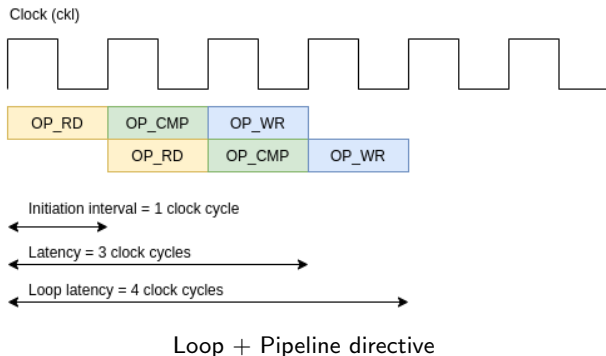 Clock (ckl)
OP_RD OP_CMP OP_WR
OP_RD OP_CMP OP_WR
Initiation interval = 1 clock cycle
Latency = 3 clock cycles
Loop latency = 4 clock cycles
Loop + Pipeline directive